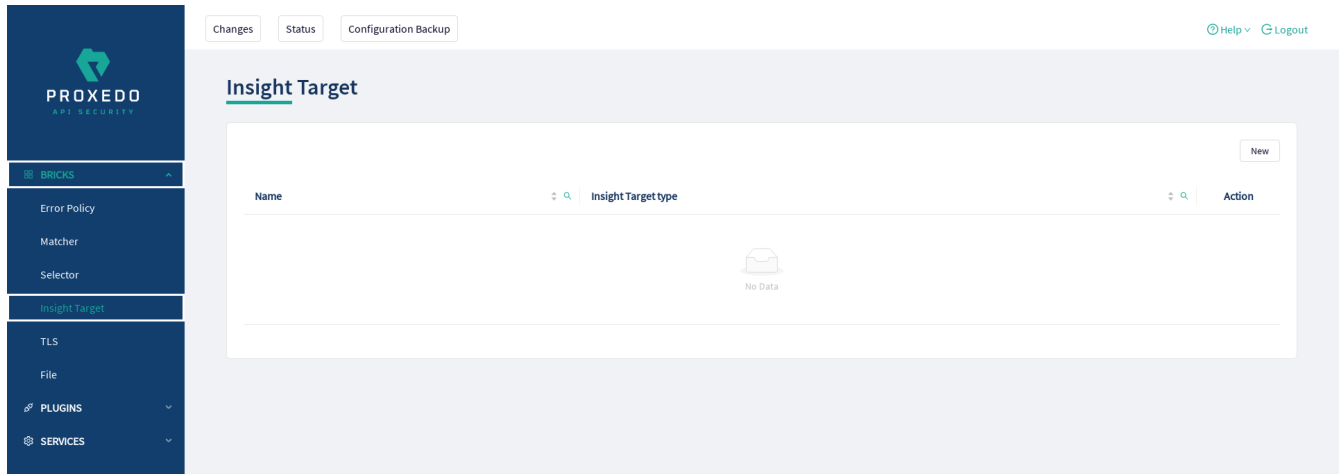 Changes Status Configuration Backup Help Logout
PROXEDO
API SECURITY
Insight Target
New
BRICKS
Name Insight Target type Action
Error Policy
Matcher
Selector
No Data
Insight Target
TLS
File
PLUGINS
SERVICES